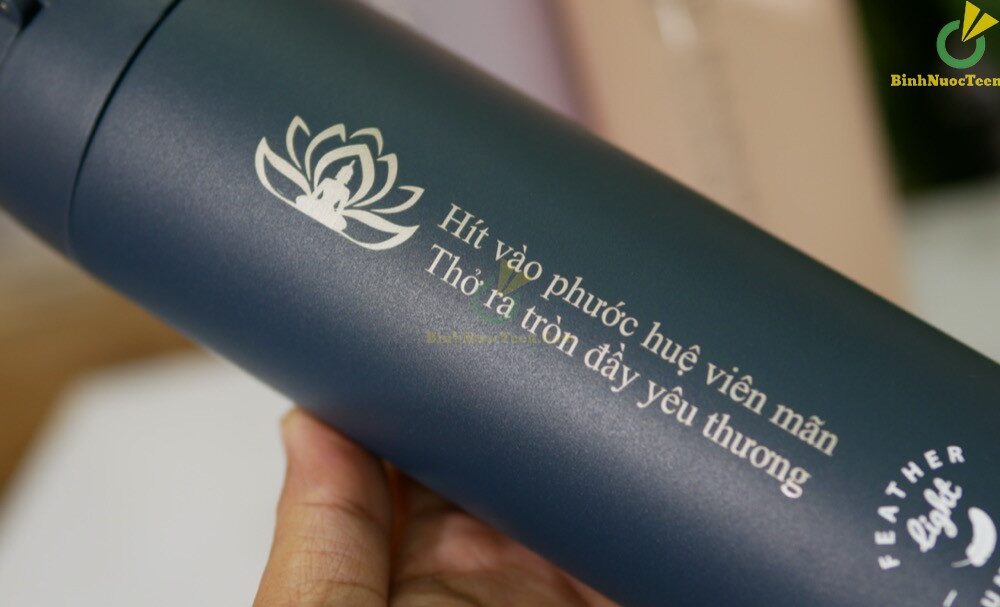 BinhNuocTeen
Hít vào phước huệ viên mãn
Thở ra tròn đầy yêu thương
FEATHER
light